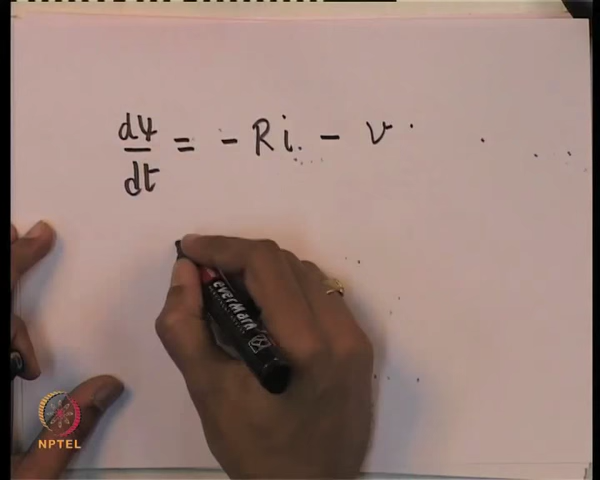 dψ/dt = - Ri - v
everMark
NPTEL